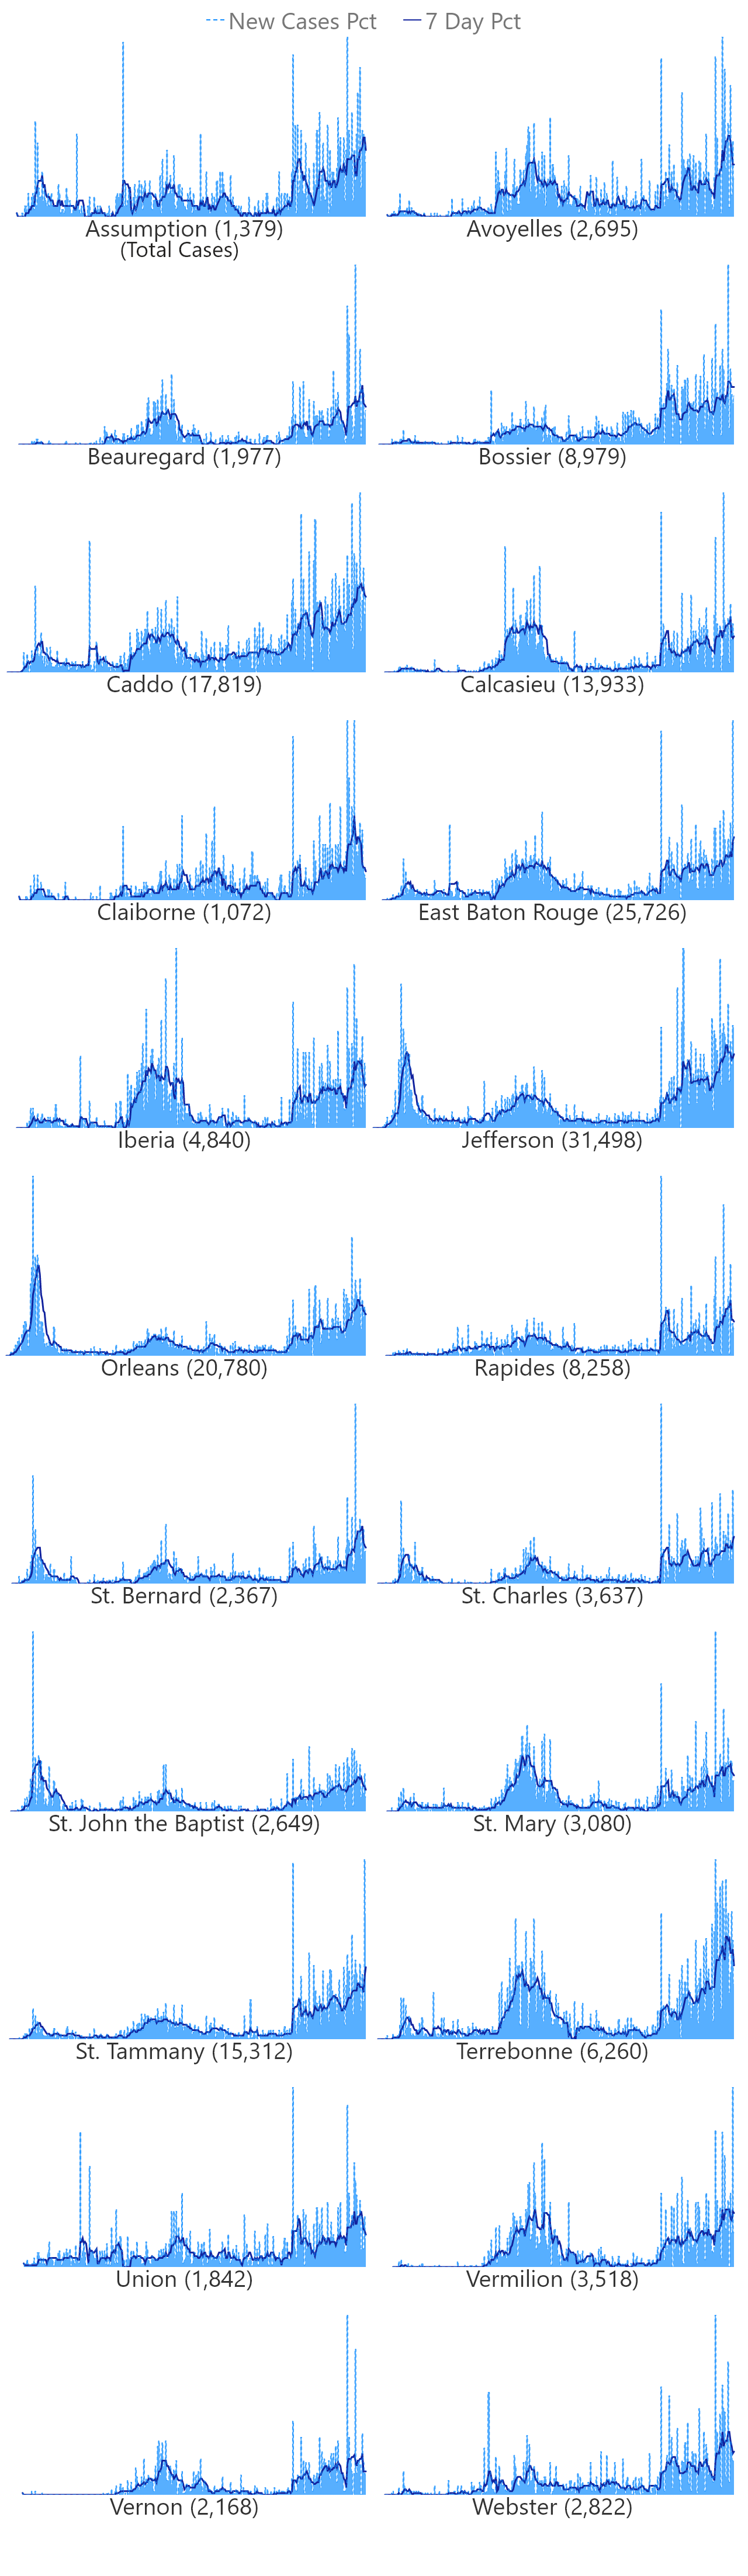 New Cases Pct 7 Day Pct
Assumption (1,379) Avoyelles (2,695)
(Total Cases)
Beauregard (1,977) Bossier (8,979)
Caddo (17,819) Calcasieu (13,933)
Claiborne (1,072) East Baton Rouge (25,726)
Iberia (4,840) Jefferson (31,498)
Orleans (20,780) Rapides (8,258)
St. Bernard (2,367) St. Charles (3,637)
St. John the Baptist (2,649) St. Mary (3,080)
St. Tammany (15,312) Terrebonne (6,260)
Union (1,842) Vermilion (3,518)
Vernon (2,168) Webster (2,822)